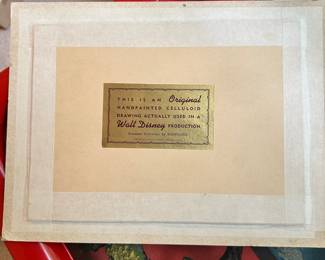 THIS IS AN Original
HANDPAINTED CELLULOID
DRAWING ACTUALLY USED IN A
Walt Disney PRODUCTION